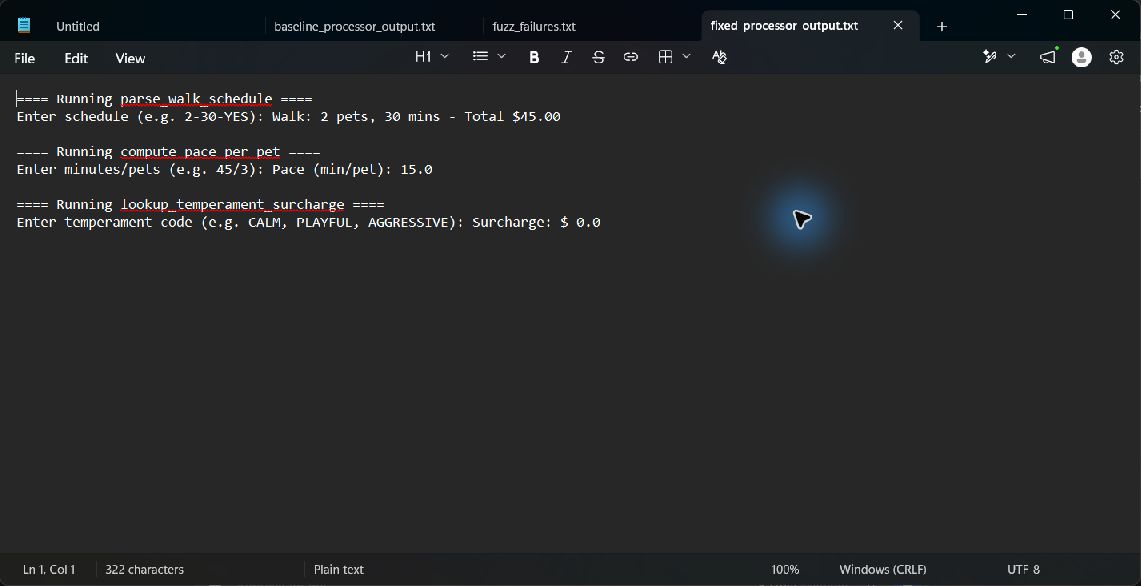 Untitled
baseline_processor_output.txt
fuzz_failures.txt
fixed_processor_output.txt
File Edit View
H1 B I S
==== Running parse_walk_schedule ====
Enter schedule (e.g. 2-30-YES): Walk: 2 pets, 30 mins - Total $45.00
==== Running compute_pace_per_pet ====
Enter minutes/pets (e.g. 45/3): Pace (min/pet): 15.0
==== Running lookup_temperament_surcharge ====
Enter temperament code (e.g. CALM, PLAYFUL, AGGRESSIVE): Surcharge: $ 0.0
Ln 1, Col 1 322 characters Plain text 100% Windows (CRLF) UTF-8